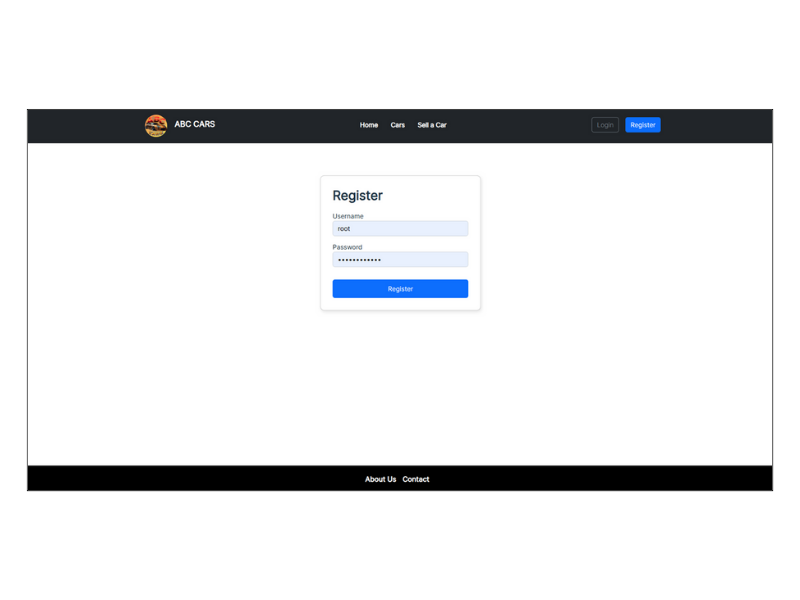 ABC CARS
Home Cars Sell a Car
Login Register
Register
Username
root
Password
••••••••••••
Register
About Us Contact